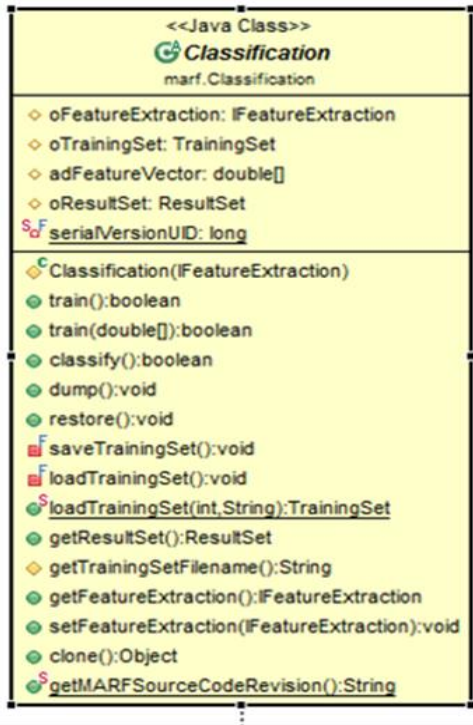 <<Java Class>>
Classification
marf.Classification
oFeatureExtraction: IFeatureExtraction
oTrainingSet: TrainingSet
adFeatureVector: double[]
oResultSet: ResultSet
serialVersionUID: long
Classification(IFeatureExtraction)
train():boolean
train(double[]):boolean
classify():boolean
dump():void
restore():void
saveTrainingSet():void
loadTrainingSet():void
loadTrainingSet(int,String):TrainingSet
getResultSet():ResultSet
getTrainingSetFilename():String
getFeatureExtraction():IFeatureExtraction
setFeatureExtraction(IFeatureExtraction):void
clone():Object
getMARFSourceCodeRevision():String